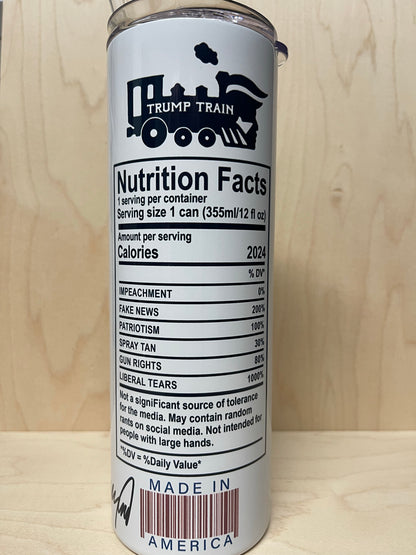 TRUMP TRAIN
Nutrition Facts
1 serving per container
Serving size 1 can (355ml/12 fl oz)
Amount per serving
Calories 2024
% DV*
IMPEACHMENT 0%
FAKE NEWS 200%
PATRIOTISM 100%
SPRAY TAN 30%
GUN RIGHTS 80%
LIBERAL TEARS 1000%
Not a signiFicant source of tolerance
for the media. May contain random
rants on social media. Not intended for
people with large hands.
*%DV = %Daily Value*
MADE IN
AMERICA